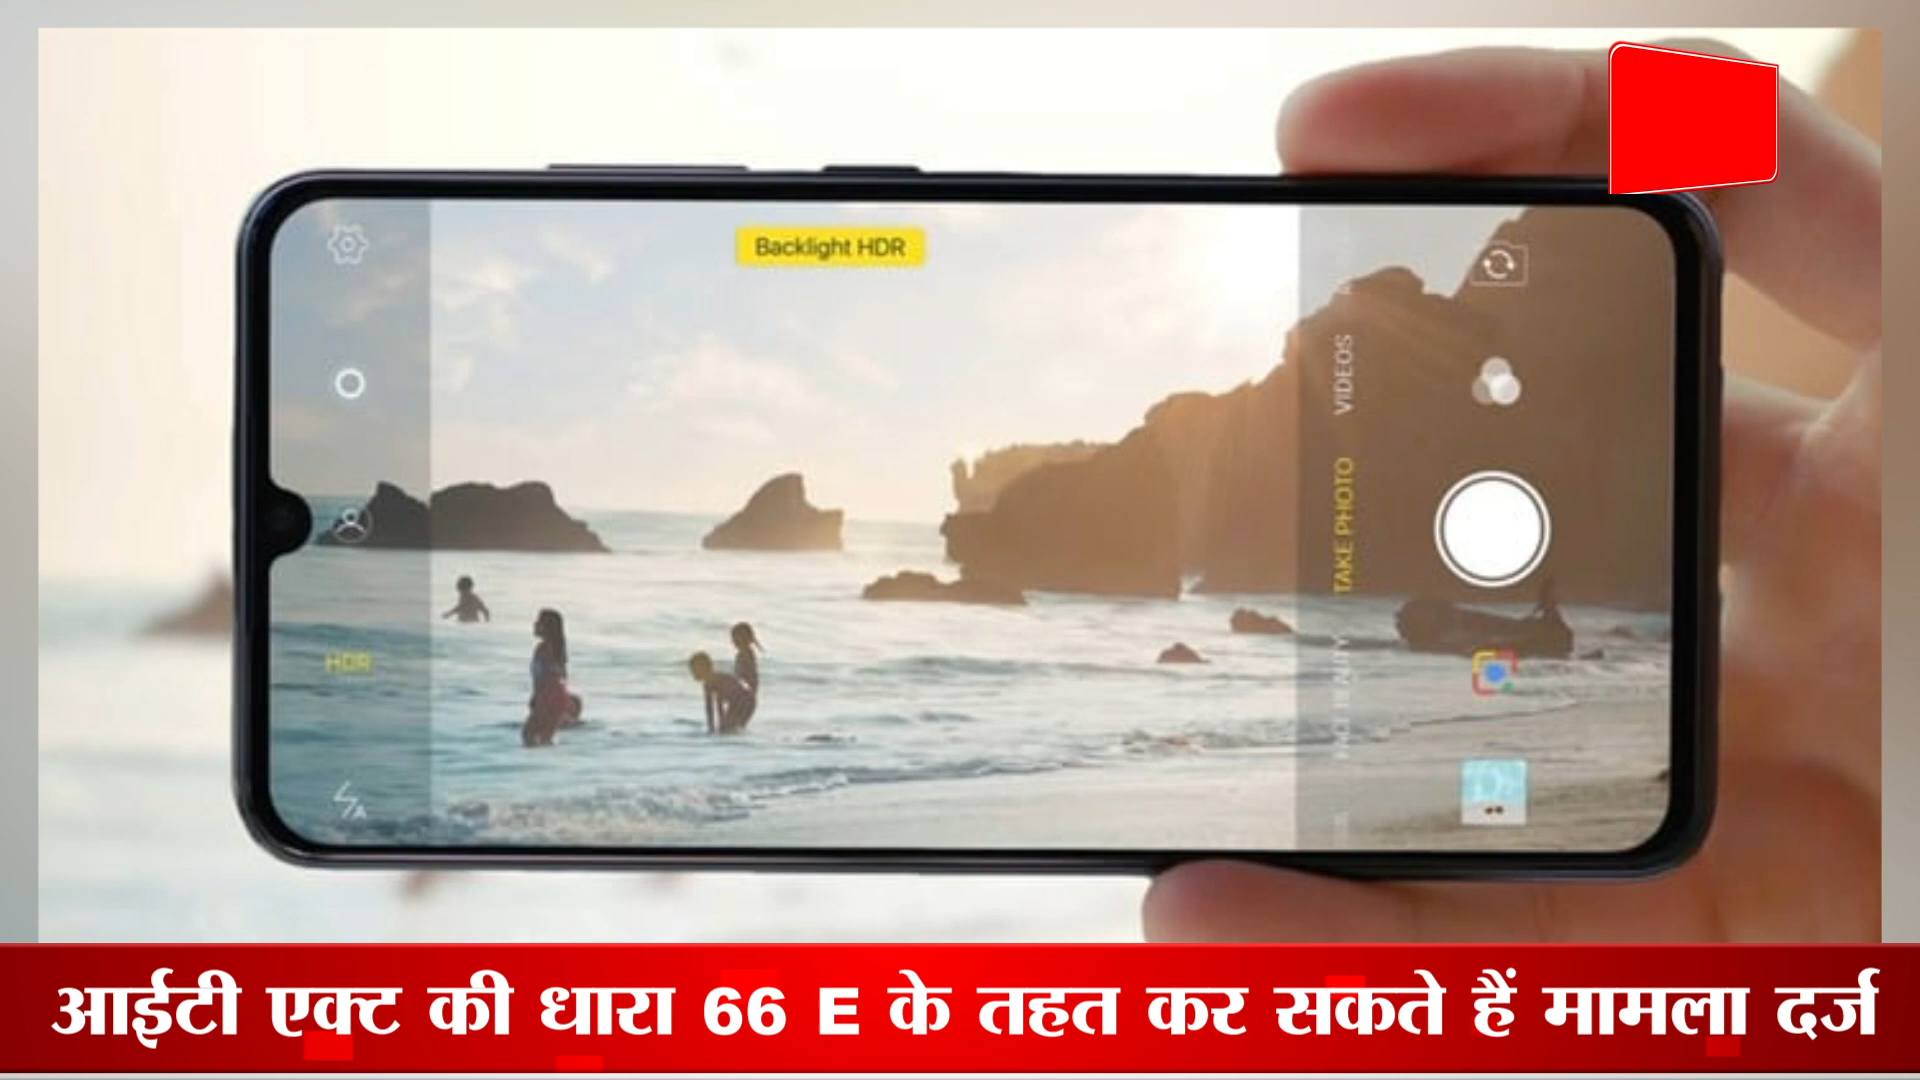 Backlight HDR
VIDEOS
TAKE PHOTO
HDR
आईटी एक्ट की धारा 66 E के तहत कर सकते हैं मामला दर्ज